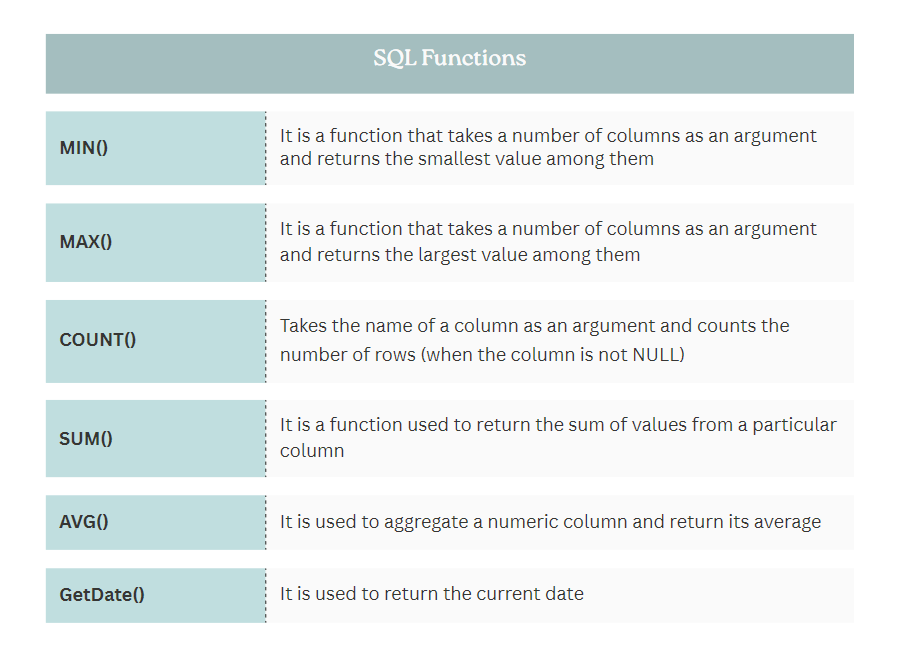 SQL Functions
MIN()
It is a function that takes a number of columns as an argument
and returns the smallest value among them
MAX()
It is a function that takes a number of columns as an argument
and returns the largest value among them
COUNT()
Takes the name of a column as an argument and counts the
number of rows (when the column is not NULL)
SUM()
It is a function used to return the sum of values from a particular
column
AVG()
It is used to aggregate a numeric column and return its average
GetDate()
It is used to return the current date